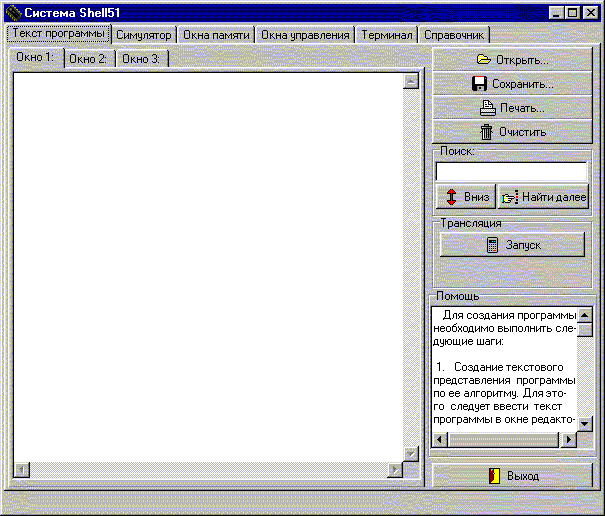 Система Shell51
Текст программы Симулятор Окна памяти Окна управления Терминал Справочник
Окно 1: Окно 2: Окно 3:
Открыть...
Сохранить...
Печать...
Очистить
Поиск:
Вниз Найти далее
Трансляция
Запуск
Помощь
Для создания программы
необходимо выполнить сле-
дующие шаги:
1. Создание текстового
представления программы
по ее алгоритму. Для это-
го следует ввести текст
программы в окне редакто-
Выход